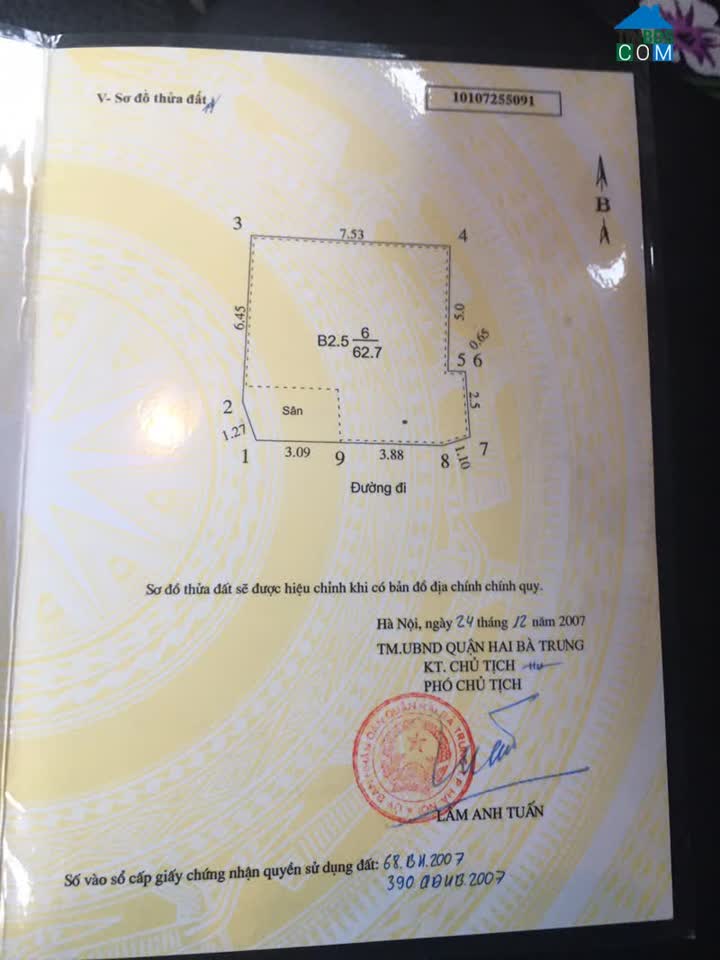 COM
V- Sơ đồ thửa đất
10107255091
B
3
7.53
4
6.45
5.0
B2.5 6
62.7
0.65
5 6
2
Sân
2.5
1.27
1
3.09
9
3.88
8
1.10
7
Đường đi
Sơ đồ thửa đất sẽ được hiệu chỉnh khi có bản đồ địa chính chính quy.
Hà Nội, ngày 24 tháng 12 năm 2007
TM.UBND QUẬN HAI BÀ TRƯNG
KT. CHỦ TỊCH
PHÓ CHỦ TỊCH
LÂM ANH TUẤN
Số vào sổ cấp giấy chứng nhận quyền sử dụng đất: 68.BH.2007
390 QĐUB.2007